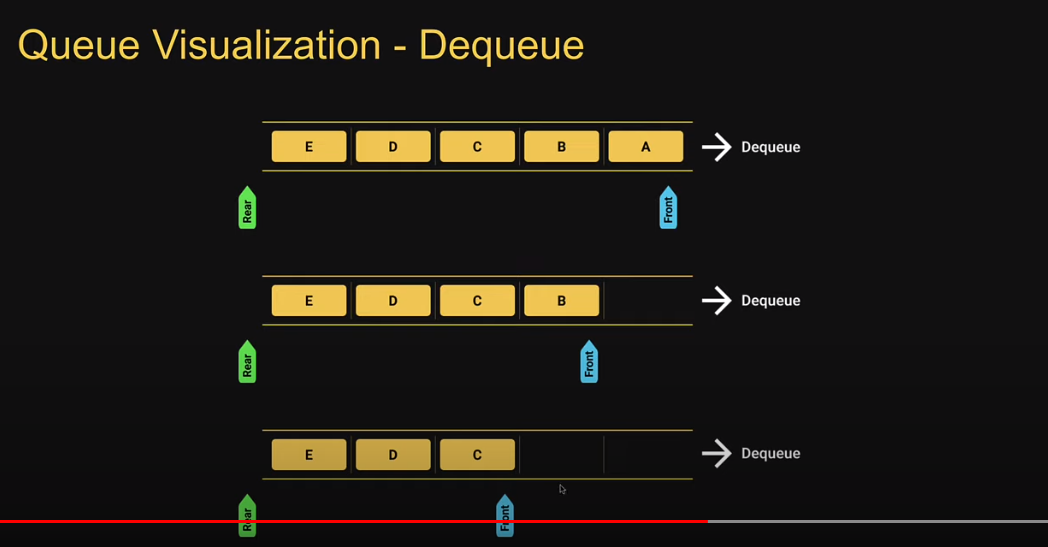 Queue Visualization - Dequeue
E D C B A Dequeue
Rear Front
E D C B Dequeue
Rear Front
E D C Dequeue
Rear Front